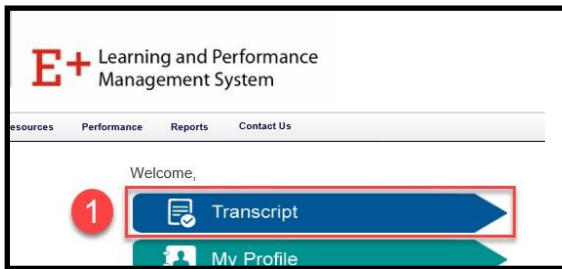 E+ Learning and Performance
Management System
esources Performance Reports Contact Us
Welcome,
1 Transcript
My Profile